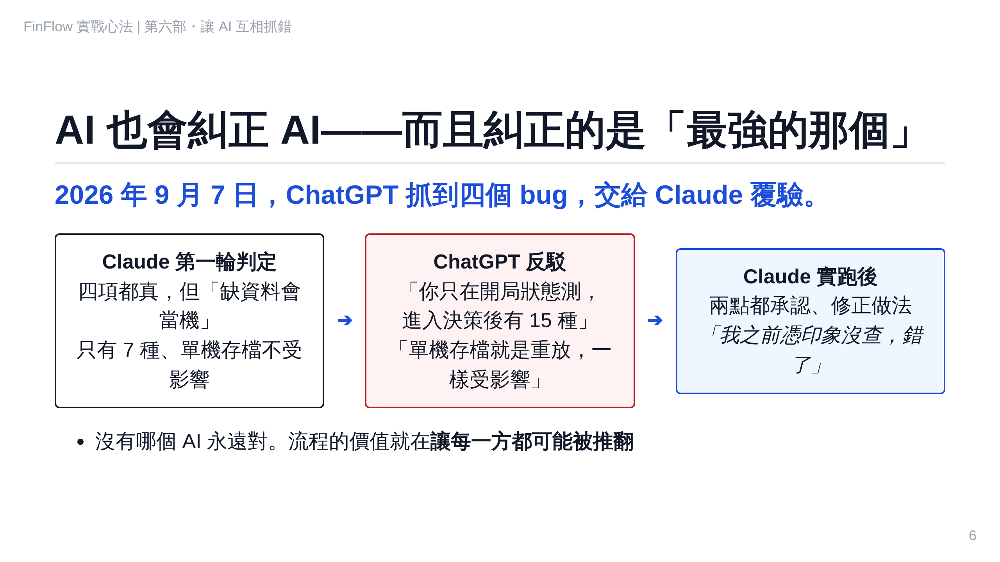 FinFlow 實戰心法 | 第六部・讓 AI 互相抓錯
AI 也會糾正 AI——而且糾正的是「最強的那個」
2026 年 9 月 7 日，ChatGPT 抓到四個 bug，交給 Claude 覆驗。
Claude 第一輪判定
四項都真，但「缺資料會
當機」
只有 7 種、單機存檔不受
影響
➔
ChatGPT 反駁
「你只在開局狀態測，
進入決策後有 15 種」
「單機存檔就是重放，一
樣受影響」
➔
Claude 實跑後
兩點都承認、修正做法
「我之前憑印象沒查，錯
了」
• 沒有哪個 AI 永遠對。流程的價值就在讓每一方都可能被推翻
6